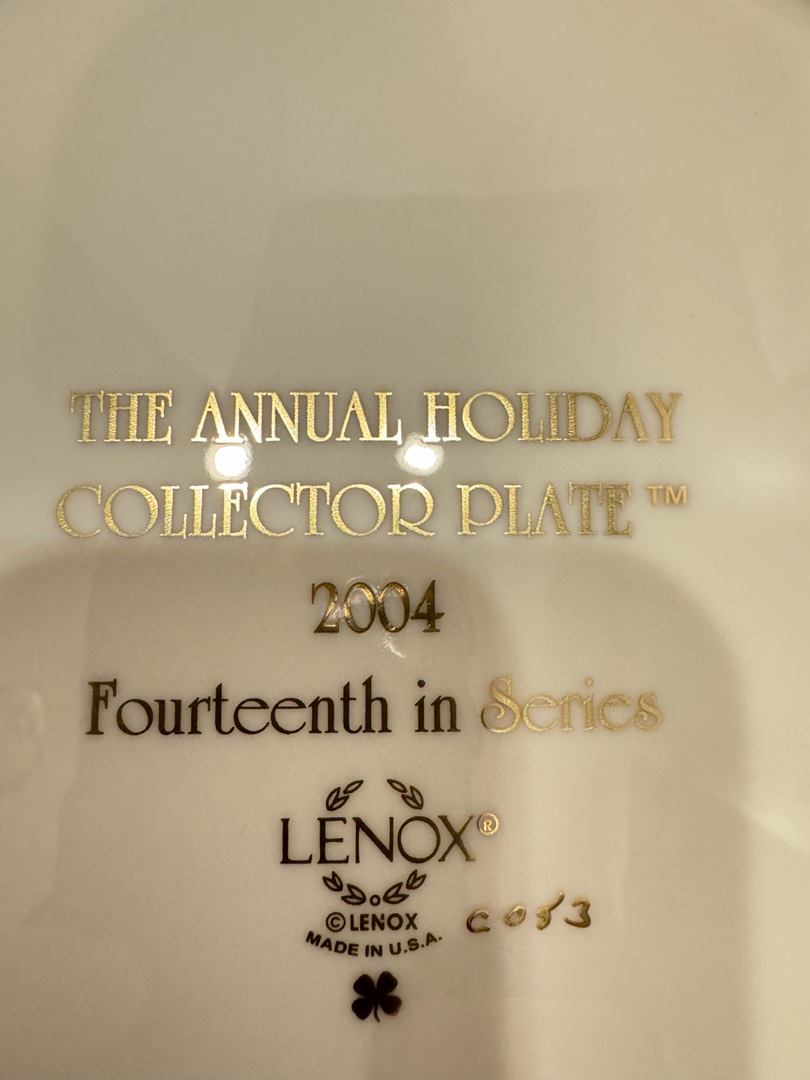 THE ANNUAL HOLIDAY
COLLECTOR PLATE™
2004
Fourteenth in Series
LENOX®
©LENOX
MADE IN U.S.A.